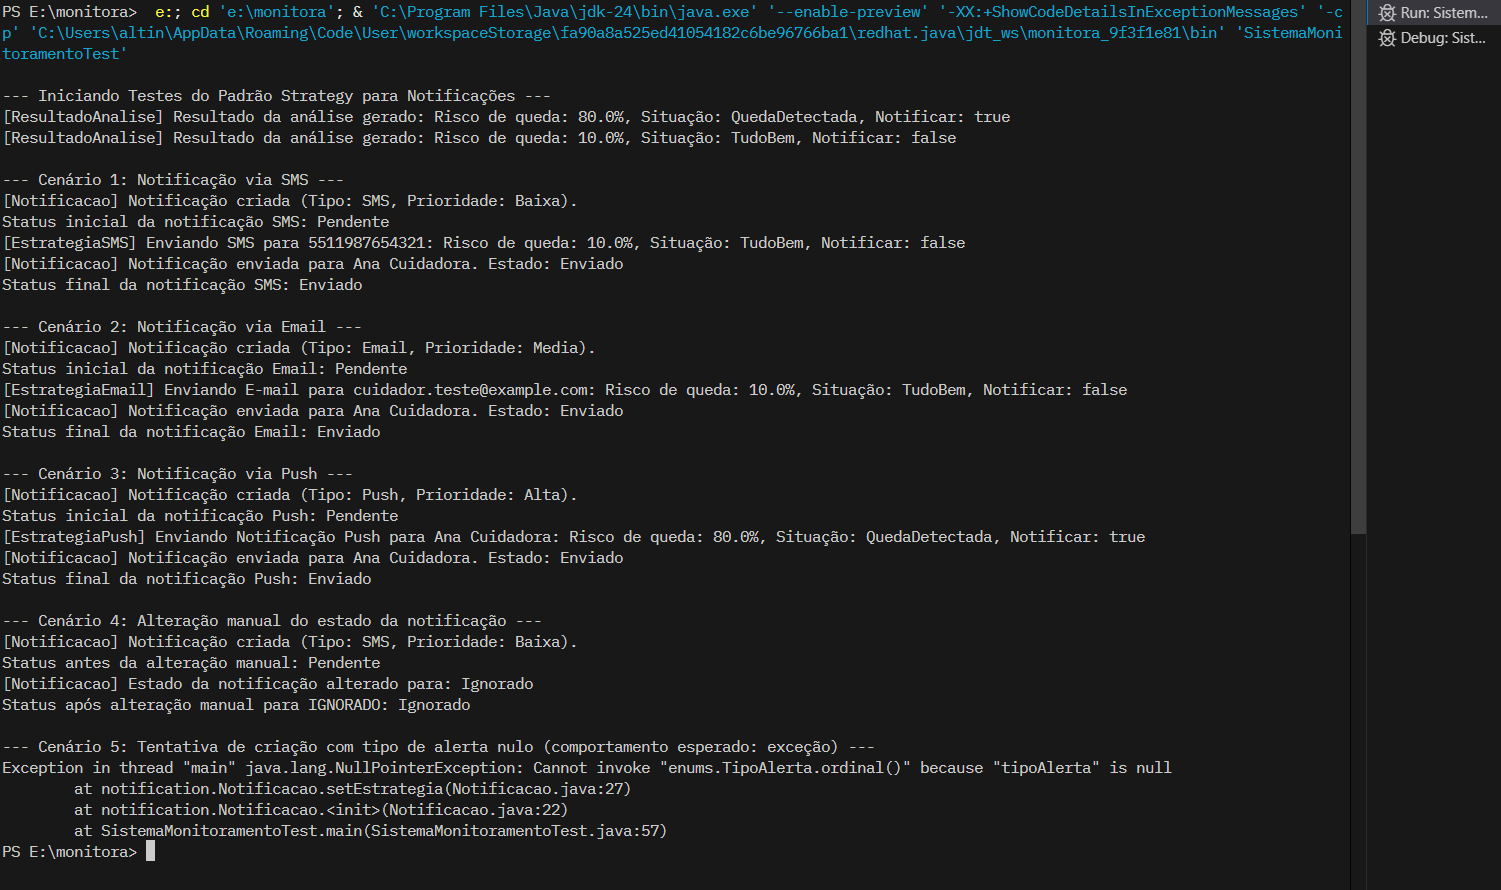 PS E:\monitora>  e:; cd 'e:\monitora'; & 'C:\Program Files\Java\jdk-24\bin\java.exe' '--enable-preview' '-XX:+ShowCodeDetailsInExceptionMessages' '-c
p' 'C:\Users\altin\AppData\Roaming\Code\User\workspaceStorage\fa90a8a525ed41054182c6be96766ba1\redhat.java\jdt_ws\monitora_9f3f1e81\bin' 'SistemaMoni
toramentoTest'
--- Iniciando Testes do Padrão Strategy para Notificações ---
[ResultadoAnalise] Resultado da análise gerado: Risco de queda: 80.0%, Situação: QuedaDetectada, Notificar: true
[ResultadoAnalise] Resultado da análise gerado: Risco de queda: 10.0%, Situação: TudoBem, Notificar: false
--- Cenário 1: Notificação via SMS ---
[Notificacao] Notificação criada (Tipo: SMS, Prioridade: Baixa).
Status inicial da notificação SMS: Pendente
[EstrategiaSMS] Enviando SMS para 5511987654321: Risco de queda: 10.0%, Situação: TudoBem, Notificar: false
[Notificacao] Notificação enviada para Ana Cuidadora. Estado: Enviado
Status final da notificação SMS: Enviado
--- Cenário 2: Notificação via Email ---
[Notificacao] Notificação criada (Tipo: Email, Prioridade: Media).
Status inicial da notificação Email: Pendente
[EstrategiaEmail] Enviando E-mail para cuidador.teste@example.com: Risco de queda: 10.0%, Situação: TudoBem, Notificar: false
[Notificacao] Notificação enviada para Ana Cuidadora. Estado: Enviado
Status final da notificação Email: Enviado
--- Cenário 3: Notificação via Push ---
[Notificacao] Notificação criada (Tipo: Push, Prioridade: Alta).
Status inicial da notificação Push: Pendente
[EstrategiaPush] Enviando Notificação Push para Ana Cuidadora: Risco de queda: 80.0%, Situação: QuedaDetectada, Notificar: true
[Notificacao] Notificação enviada para Ana Cuidadora. Estado: Enviado
Status final da notificação Push: Enviado
--- Cenário 4: Alteração manual do estado da notificação ---
[Notificacao] Notificação criada (Tipo: SMS, Prioridade: Baixa).
Status antes da alteração manual: Pendente
[Notificacao] Estado da notificação alterado para: Ignorado
Status após alteração manual para IGNORADO: Ignorado
--- Cenário 5: Tentativa de criação com tipo de alerta nulo (comportamento esperado: exceção) ---
Exception in thread "main" java.lang.NullPointerException: Cannot invoke "enums.TipoAlerta.ordinal()" because "tipoAlerta" is null
        at notification.Notificacao.setEstrategia(Notificacao.java:27)
        at notification.Notificacao.<init>(Notificacao.java:22)
        at SistemaMonitoramentoTest.main(SistemaMonitoramentoTest.java:57)
PS E:\monitora>
Run: Sistem...
Debug: Sist...